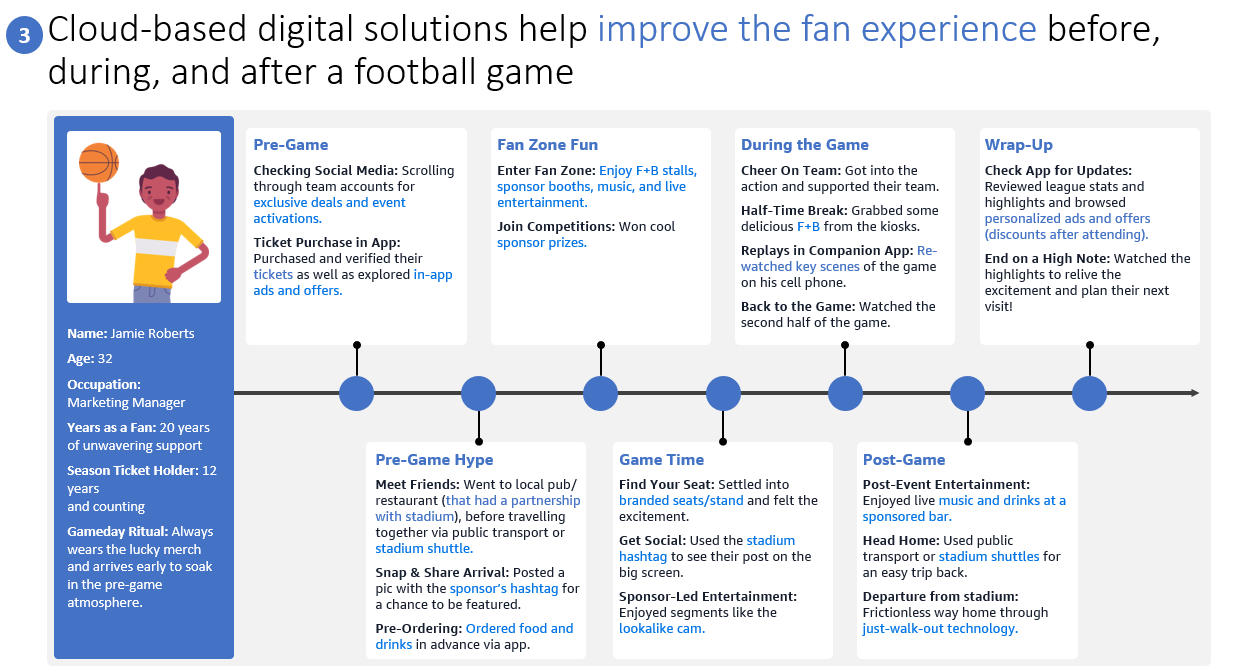 3
Cloud-based digital solutions help improve the fan experience before,
during, and after a football game
Name: Jamie Roberts
Age: 32
Occupation:
Marketing Manager
Years as a Fan: 20 years
of unwavering support
Season Ticket Holder: 12
years
and counting
Gameday Ritual: Always
wears the lucky merch
and arrives early to soak
in the pre-game
atmosphere.
Pre-Game
Checking Social Media: Scrolling
through team accounts for
exclusive deals and event
activations.
Ticket Purchase in App:
Purchased and verified their
tickets as well as explored in-app
ads and offers.
Pre-Game Hype
Meet Friends: Went to local pub/
restaurant (that had a partnership
with stadium), before travelling
together via public transport or
stadium shuttle.
Snap & Share Arrival: Posted a
pic with the sponsor's hashtag for
a chance to be featured.
Pre-Ordering: Ordered food and
drinks in advance via app.
Fan Zone Fun
Enter Fan Zone: Enjoy F+B stalls,
sponsor booths, music, and live
entertainment.
Join Competitions: Won cool
sponsor prizes.
Game Time
Find Your Seat: Settled into
branded seats/stand and felt the
excitement.
Get Social: Used the stadium
hashtag to see their post on the
big screen.
Sponsor-Led Entertainment:
Enjoyed segments like the
lookalike cam.
During the Game
Cheer On Team: Got into the
action and supported their team.
Half-Time Break: Grabbed some
delicious F+B from the kiosks.
Replays in Companion App: Re-
watched key scenes of the game
on his cell phone.
Back to the Game: Watched the
second half of the game.
Post-Game
Post-Event Entertainment:
Enjoyed live music and drinks at a
sponsored bar.
Head Home: Used public
transport or stadium shuttles for
an easy trip back.
Departure from stadium:
Frictionless way home through
just-walk-out technology.
Wrap-Up
Check App for Updates:
Reviewed league stats and
highlights and browsed
personalized ads and offers
(discounts after attending).
End on a High Note: Watched the
highlights to relive the
excitement and plan their next
visit!